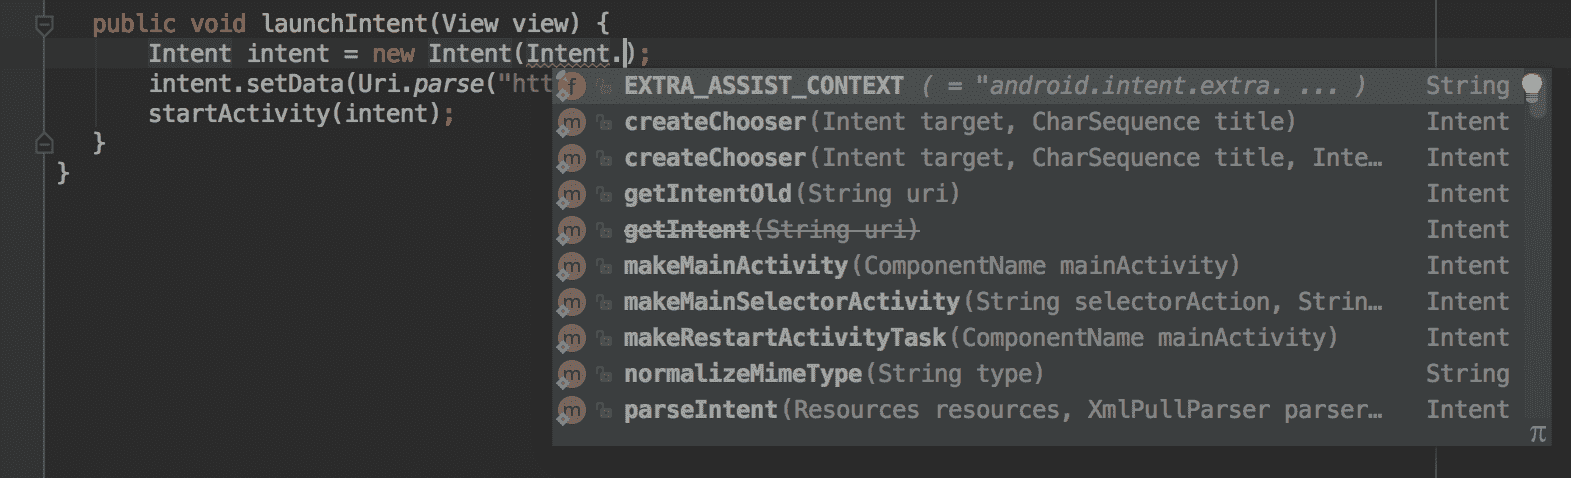 public void launchIntent(View view) {
Intent intent = new Intent(Intent.);
intent.setData(Uri.parse("htt
startActivity(intent);
}
}
f EXTRA_ASSIST_CONTEXT ( = "android.intent.extra. ... ) String
m createChooser(Intent target, CharSequence title) Intent
m createChooser(Intent target, CharSequence title, Inte… Intent
m getIntentOld(String uri) Intent
m getIntent(String uri) Intent
m makeMainActivity(ComponentName mainActivity) Intent
m makeMainSelectorActivity(String selectorAction, Strin… Intent
m makeRestartActivityTask(ComponentName mainActivity) Intent
m normalizeMimeType(String type) String
m parseIntent(Resources resources, XmlPullParser parser… Intent
π